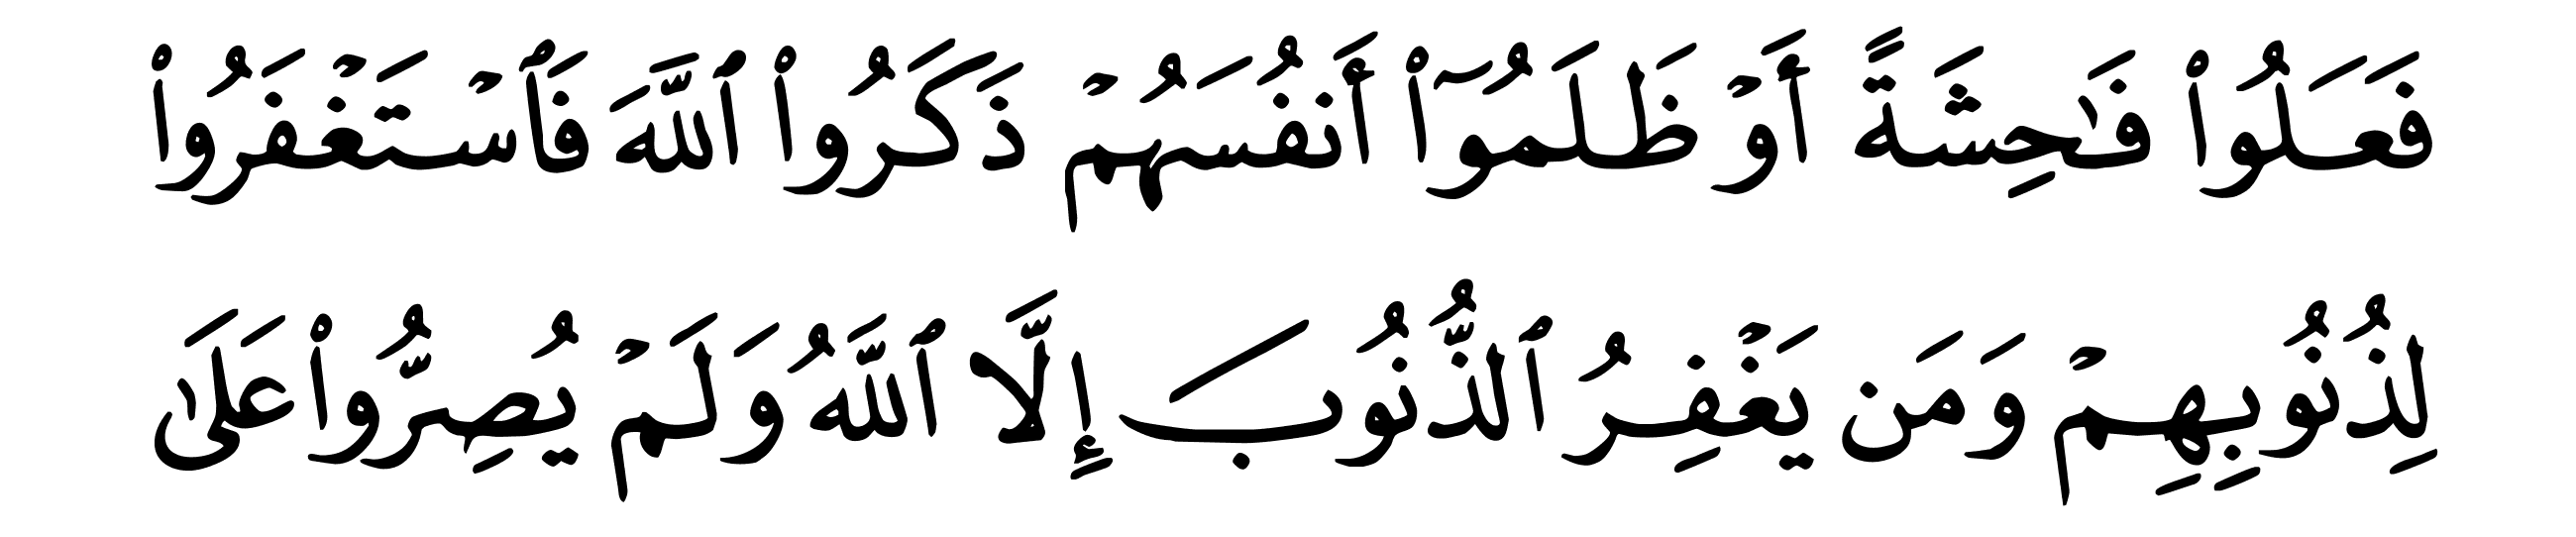 فَعَلُوا۟ فَـٰحِشَةً أَوْ ظَلَمُوٓا۟ أَنفُسَهُمْ ذَكَرُوا۟ ٱللَّهَ فَٱسْتَغْفَرُوا۟
لِذُنُوبِهِمْ وَمَن يَغْفِرُ ٱلذُّنُوبَ إِلَّا ٱللَّهُ وَلَمْ يُصِرُّوا۟ عَلَىٰ